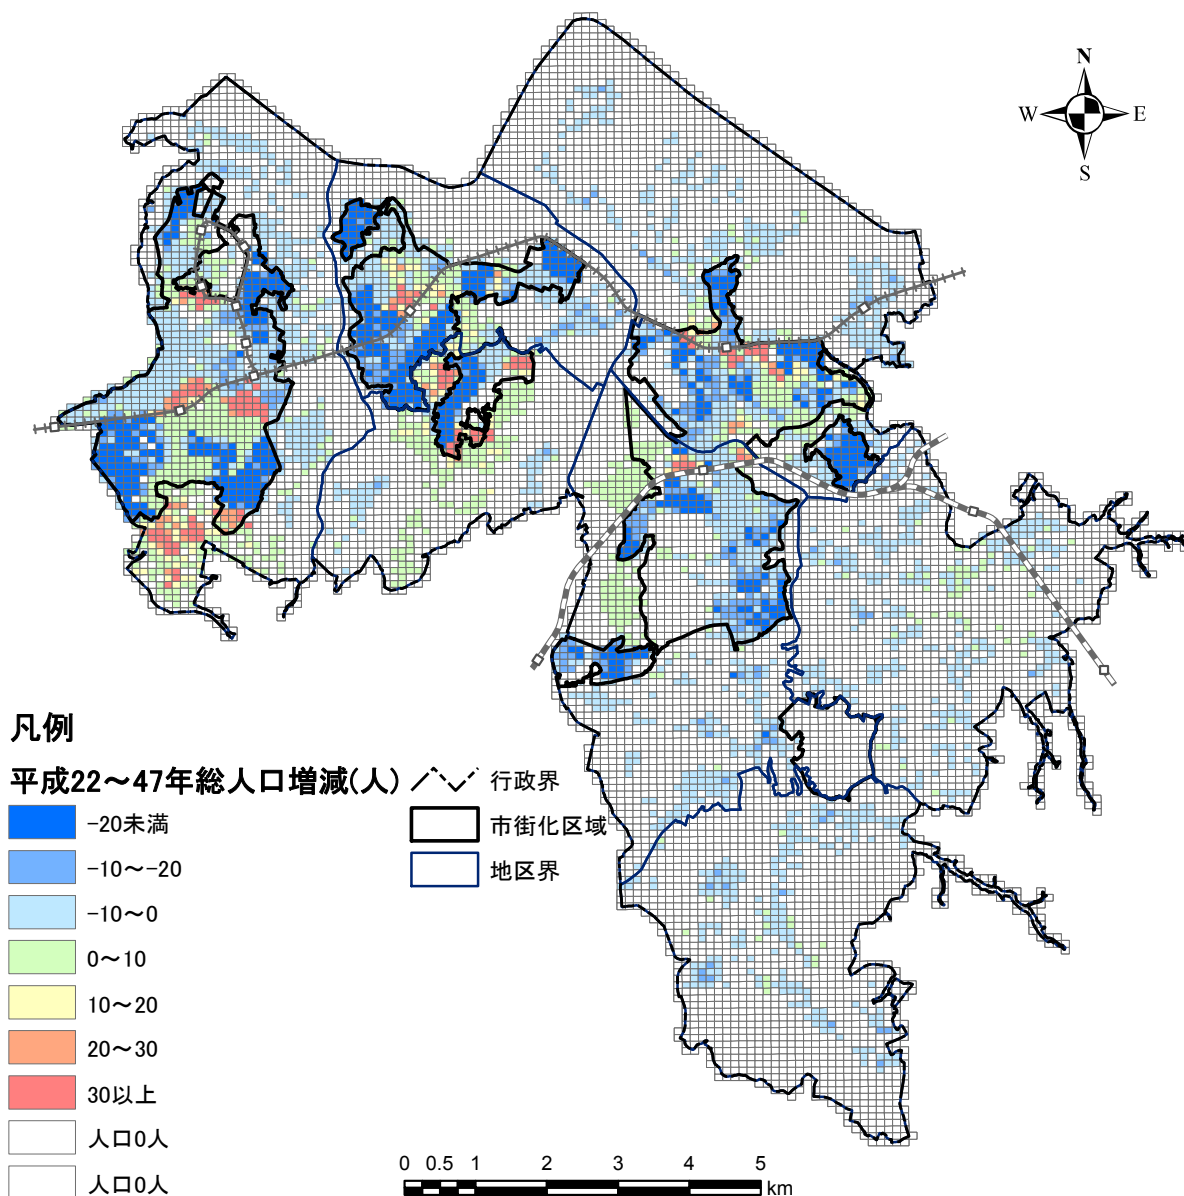 N
W
E
S
凡例
平成22～47年総人口増減(人)
-20未満
-10～-20
-10～0
0～10
10～20
20～30
30以上
人口0人
人口0人
行政界
市街化区域
地区界
0 0.5 1 2 3 4 5
km